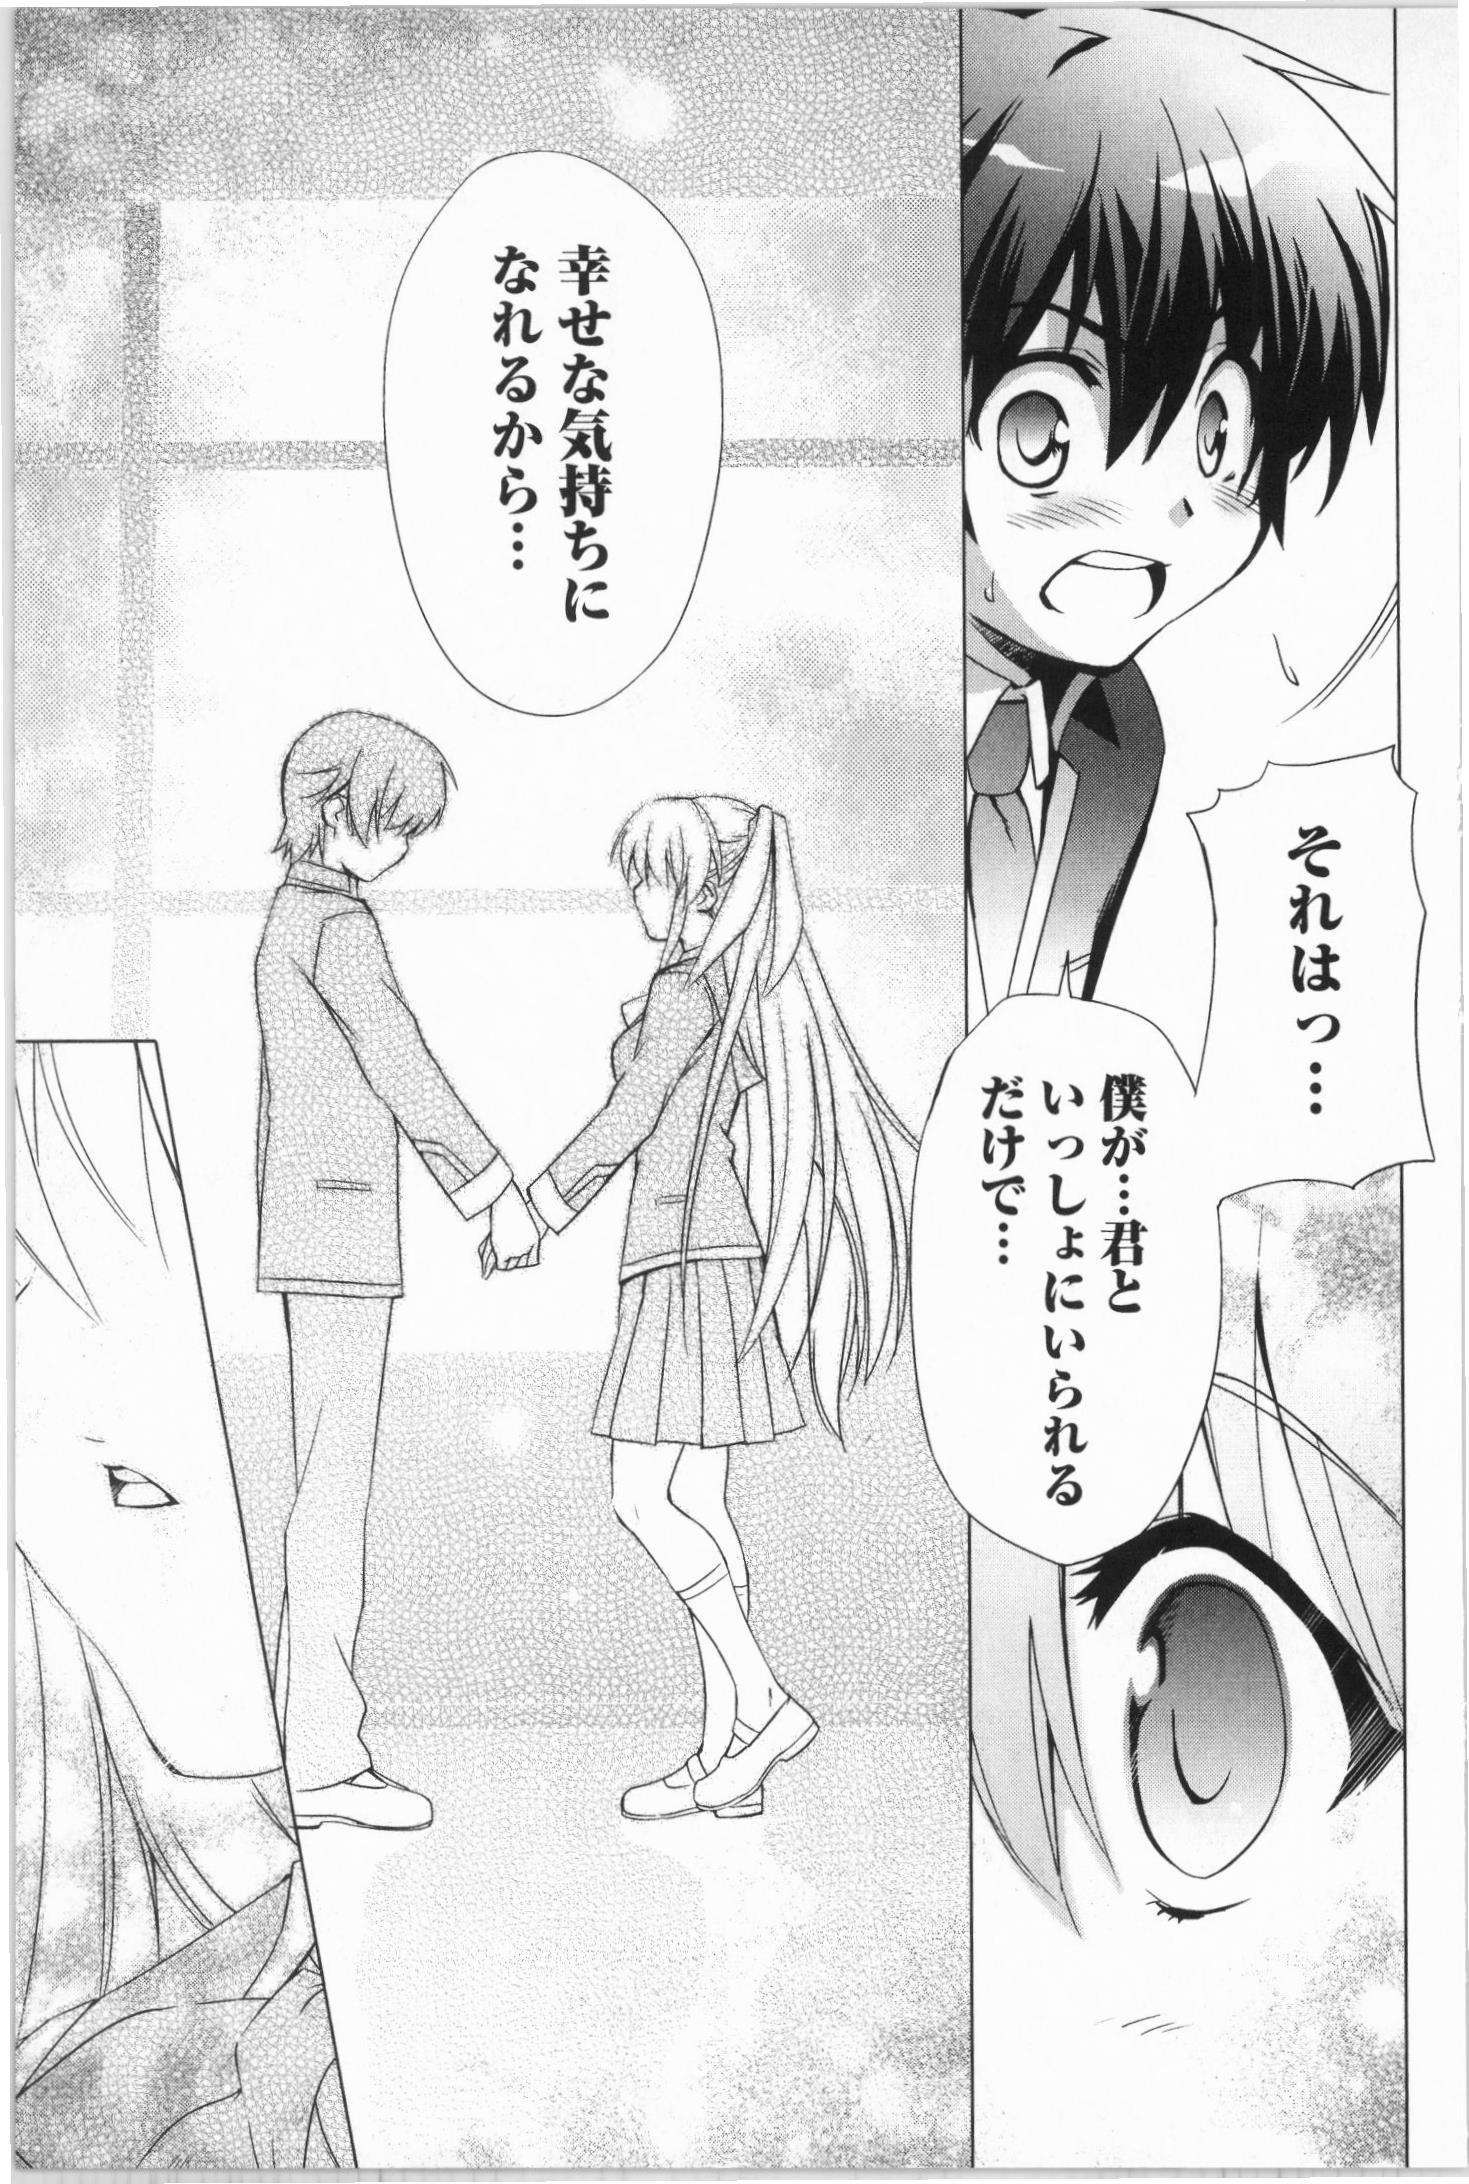 それはっ…
僕が…君と
いっしょにいられる
だけで…
幸せな気持ちに
なれるから…